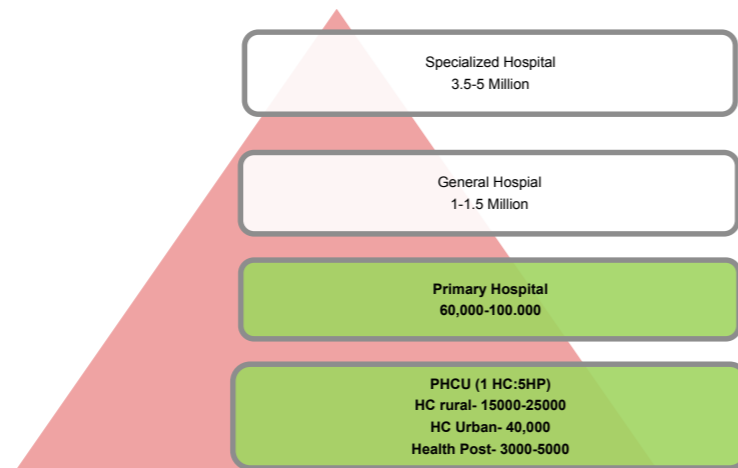 Specialized Hospital
3.5-5 Million
General Hospial
1-1.5 Million
Primary Hospital
60,000-100.000
PHCU (1 HC:5HP)
HC rural- 15000-25000
HC Urban- 40,000
Health Post- 3000-5000